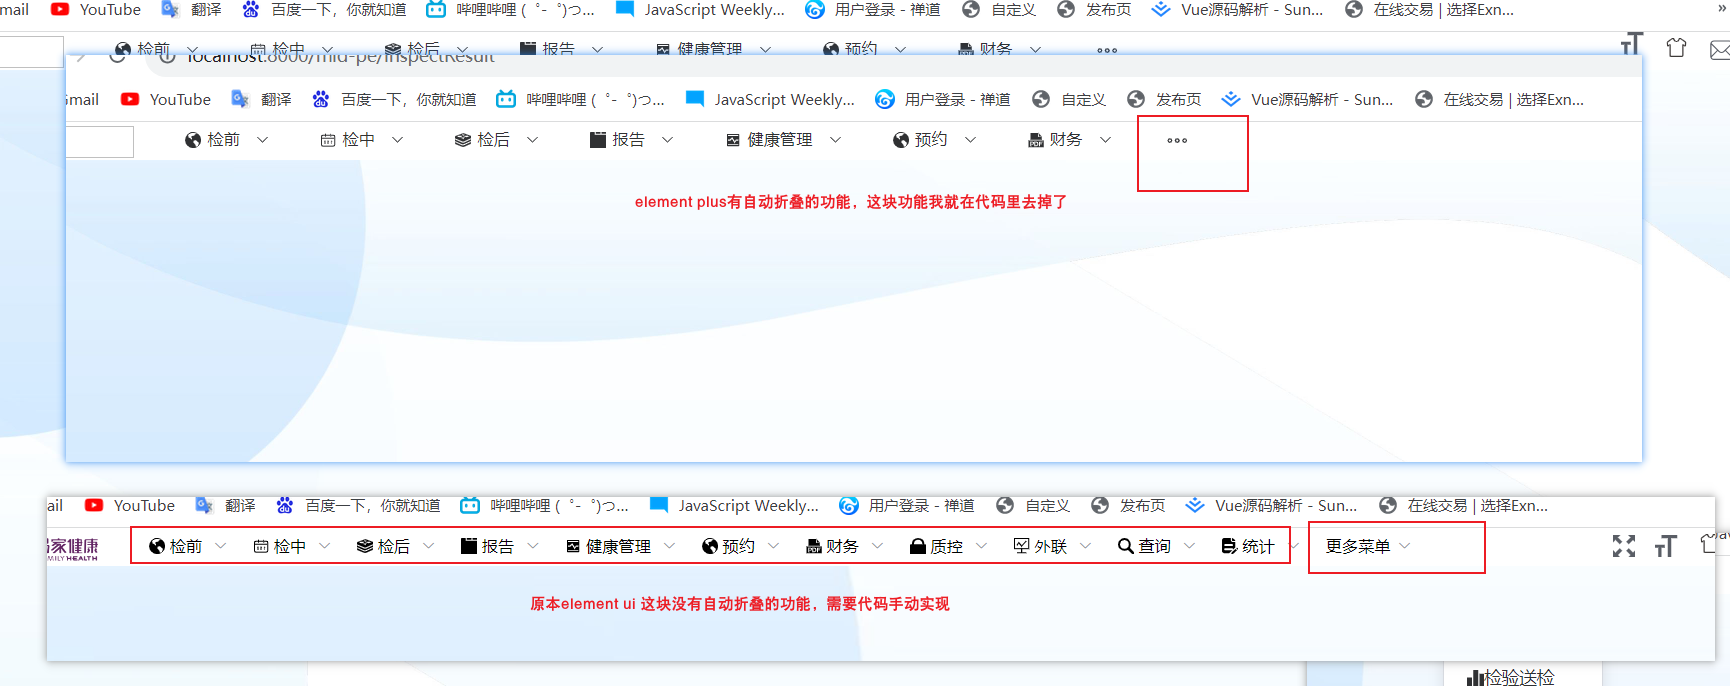 mail YouTube 翻译 百度一下，你就知道 哔哩哔哩 (゜-゜)つ... JavaScript Weekly,... 用户登录 - 禅道 自定义 发布页 Vue源码解析 - Sun... 在线交易 | 选择Exn... »
检前 检中 检后 报告 健康管理 预约 财务
localhost:8000/mid-pe/inspectResult
Gmail YouTube 翻译 百度一下，你就知道 哔哩哔哩 (゜-゜)つ... JavaScript Weekly,... 用户登录 - 禅道 自定义 发布页 Vue源码解析 - Sun... 在线交易 | 选择Exn...
检前 检中 检后 报告 健康管理 预约 财务
element plus有自动折叠的功能，这块功能我就在代码里去掉了
ail YouTube 翻译 百度一下，你就知道 哔哩哔哩 (゜-゜)つ... JavaScript Weekly,... 用户登录 - 禅道 自定义 发布页 Vue源码解析 - Sun... 在线交易 | 选择Exn...
家健康
MILY HEALTH
检前 检中 检后 报告 健康管理 预约 财务 质控 外联 查询 统计 更多菜单
原本element ui 这块没有自动折叠的功能，需要代码手动实现
检验送检